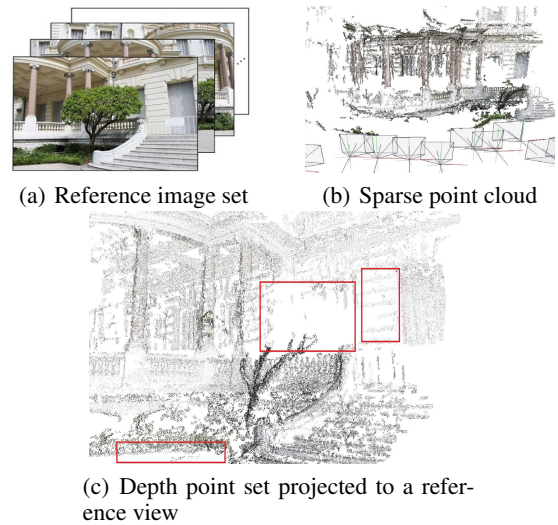 (a) Reference image set
(b) Sparse point cloud
(c) Depth point set projected to a refer-
ence view